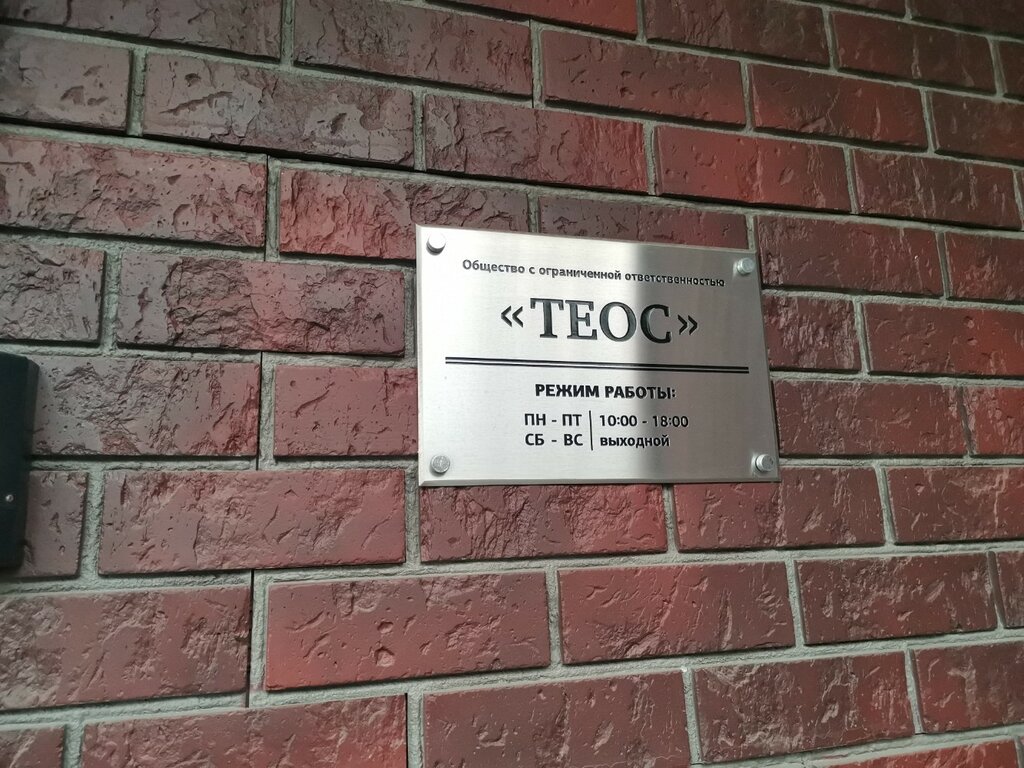 Общество с ограниченной ответственностью
«ТЕОС»
РЕЖИМ РАБОТЫ:
ПН - ПТ | 10:00 - 18:00
СБ - ВС | выходной